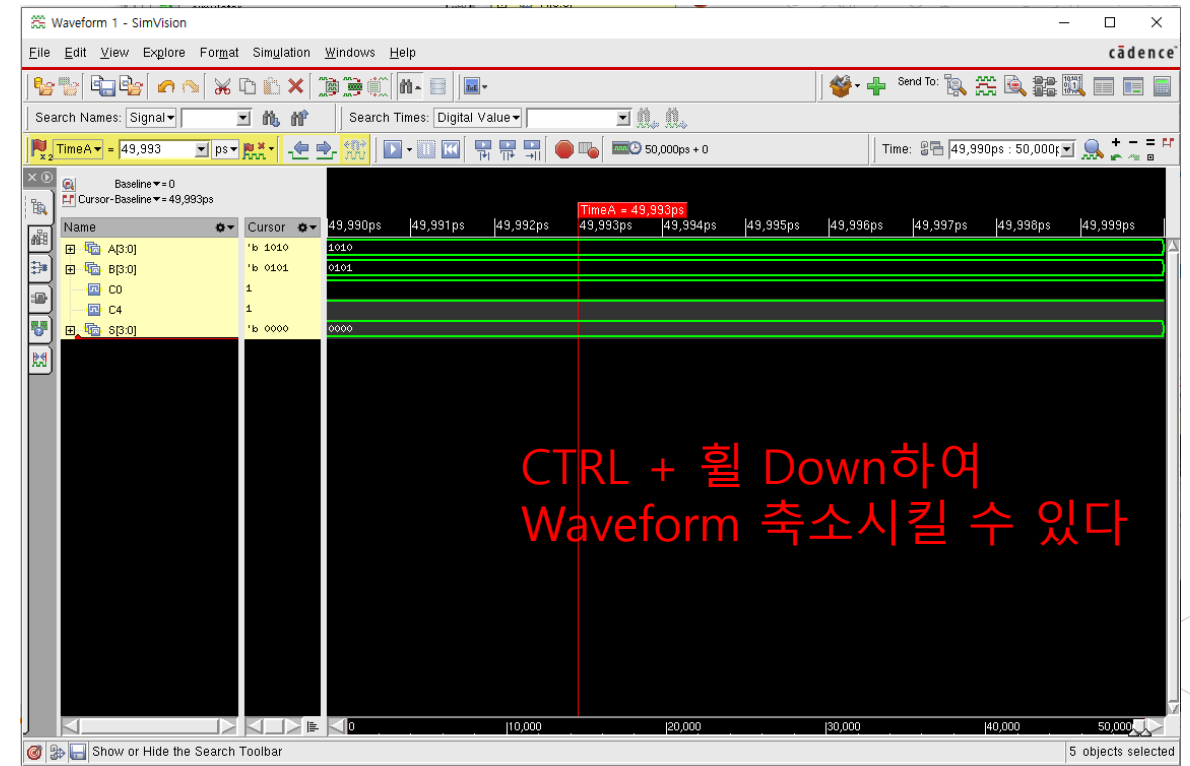 Waveform 1 - SimVision
File Edit View Explore Format Simulation Windows Help
cādence
Send To:
Search Names: Signal
Search Times: Digital Value
TimeA = 49,993 ps
50,000ps + 0
Time: 49,990ps : 50,000p
Baseline = 0
Cursor-Baseline = 49,993ps
TimeA = 49,993ps
Name Cursor 49,990ps 49,991ps 49,992ps 49,993ps 49,994ps 49,995ps 49,996ps 49,997ps 49,998ps 49,999ps
A[3:0] 'b 1010 1010
B[3:0] 'b 0101 0101
C0 1
C4 1
S[3:0] 'b 0000 0000
CTRL + 휠 Down하여
Waveform 축소시킬 수 있다
0 10,000 20,000 30,000 40,000 50,000
Show or Hide the Search Toolbar
5 objects selected